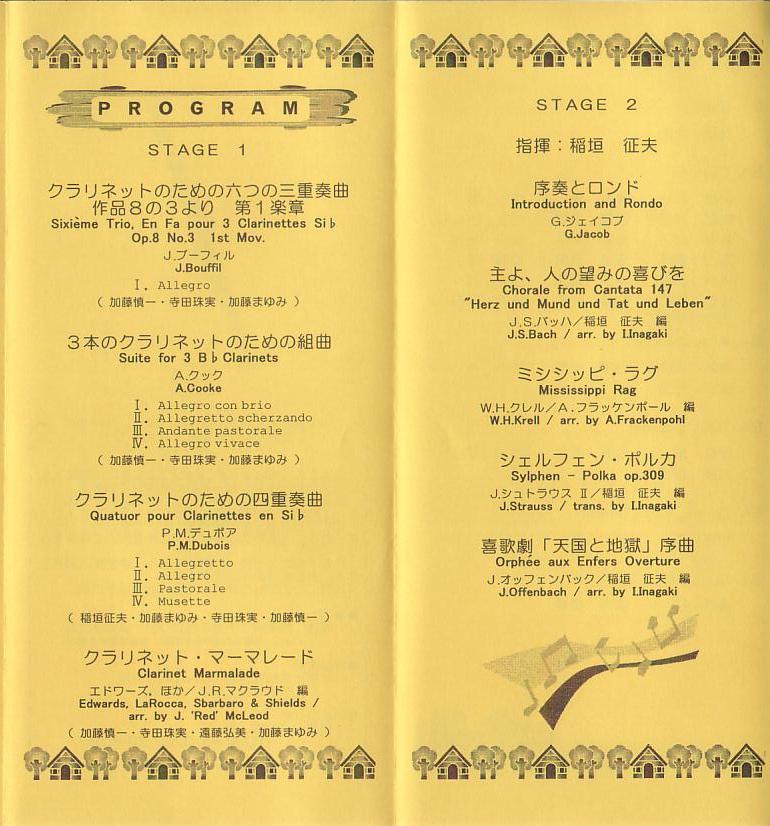 PROGRAM
STAGE 1
クラリネットのための六つの三重奏曲
作品8の3より 第1楽章
Sixième Trio, En Fa pour 3 Clarinettes Si♭
Op.8 No.3 1st Mov.
J.ブーフィル
J.Bouffil
Ⅰ. Allegro
( 加藤慎一・寺田珠実・加藤まゆみ )
3本のクラリネットのための組曲
Suite for 3 B♭Clarinets
A.クック
A.Cooke
Ⅰ. Allegro con brio
Ⅱ. Allegretto scherzando
Ⅲ. Andante pastorale
Ⅳ. Allegro vivace
( 加藤慎一・寺田珠実・加藤まゆみ )
クラリネットのための四重奏曲
Quatuor pour Clarinettes en Si♭
P.M.デュボア
P.M.Dubois
Ⅰ. Allegretto
Ⅱ. Allegro
Ⅲ. Pastorale
Ⅳ. Musette
( 稲垣征夫・加藤まゆみ・寺田珠実・加藤慎一 )
クラリネット・マーマレード
Clarinet Marmalade
エドワーズ, ほか/J.R.マクラウド 編
Edwards, LaRocca, Sbarbaro & Shields /
arr. by J. 'Red' McLeod
( 加藤慎一・寺田珠実・遠藤弘美・加藤まゆみ )
STAGE 2
指揮:稲垣 征夫
序奏とロンド
Introduction and Rondo
G.ジェイコブ
G.Jacob
主よ、人の望みの喜びを
Chorale from Cantata 147
"Herz und Mund und Tat und Leben"
J.S.バッハ/稲垣 征夫 編
J.S.Bach / arr. by I.Inagaki
ミシシッピ・ラグ
Mississippi Rag
W.H.クレル/A.フラッケンポール 編
W.H.Krell / arr. by A.Frackenpohl
シェルフェン・ポルカ
Sylphen - Polka op.309
J.シュトラウス Ⅱ/稲垣 征夫 編
J.Strauss / trans. by I.Inagaki
喜歌劇「天国と地獄」序曲
Orphée aux Enfers Overture
J.オッフェンバック/稲垣 征夫 編
J.Offenbach / arr. by I.Inagaki